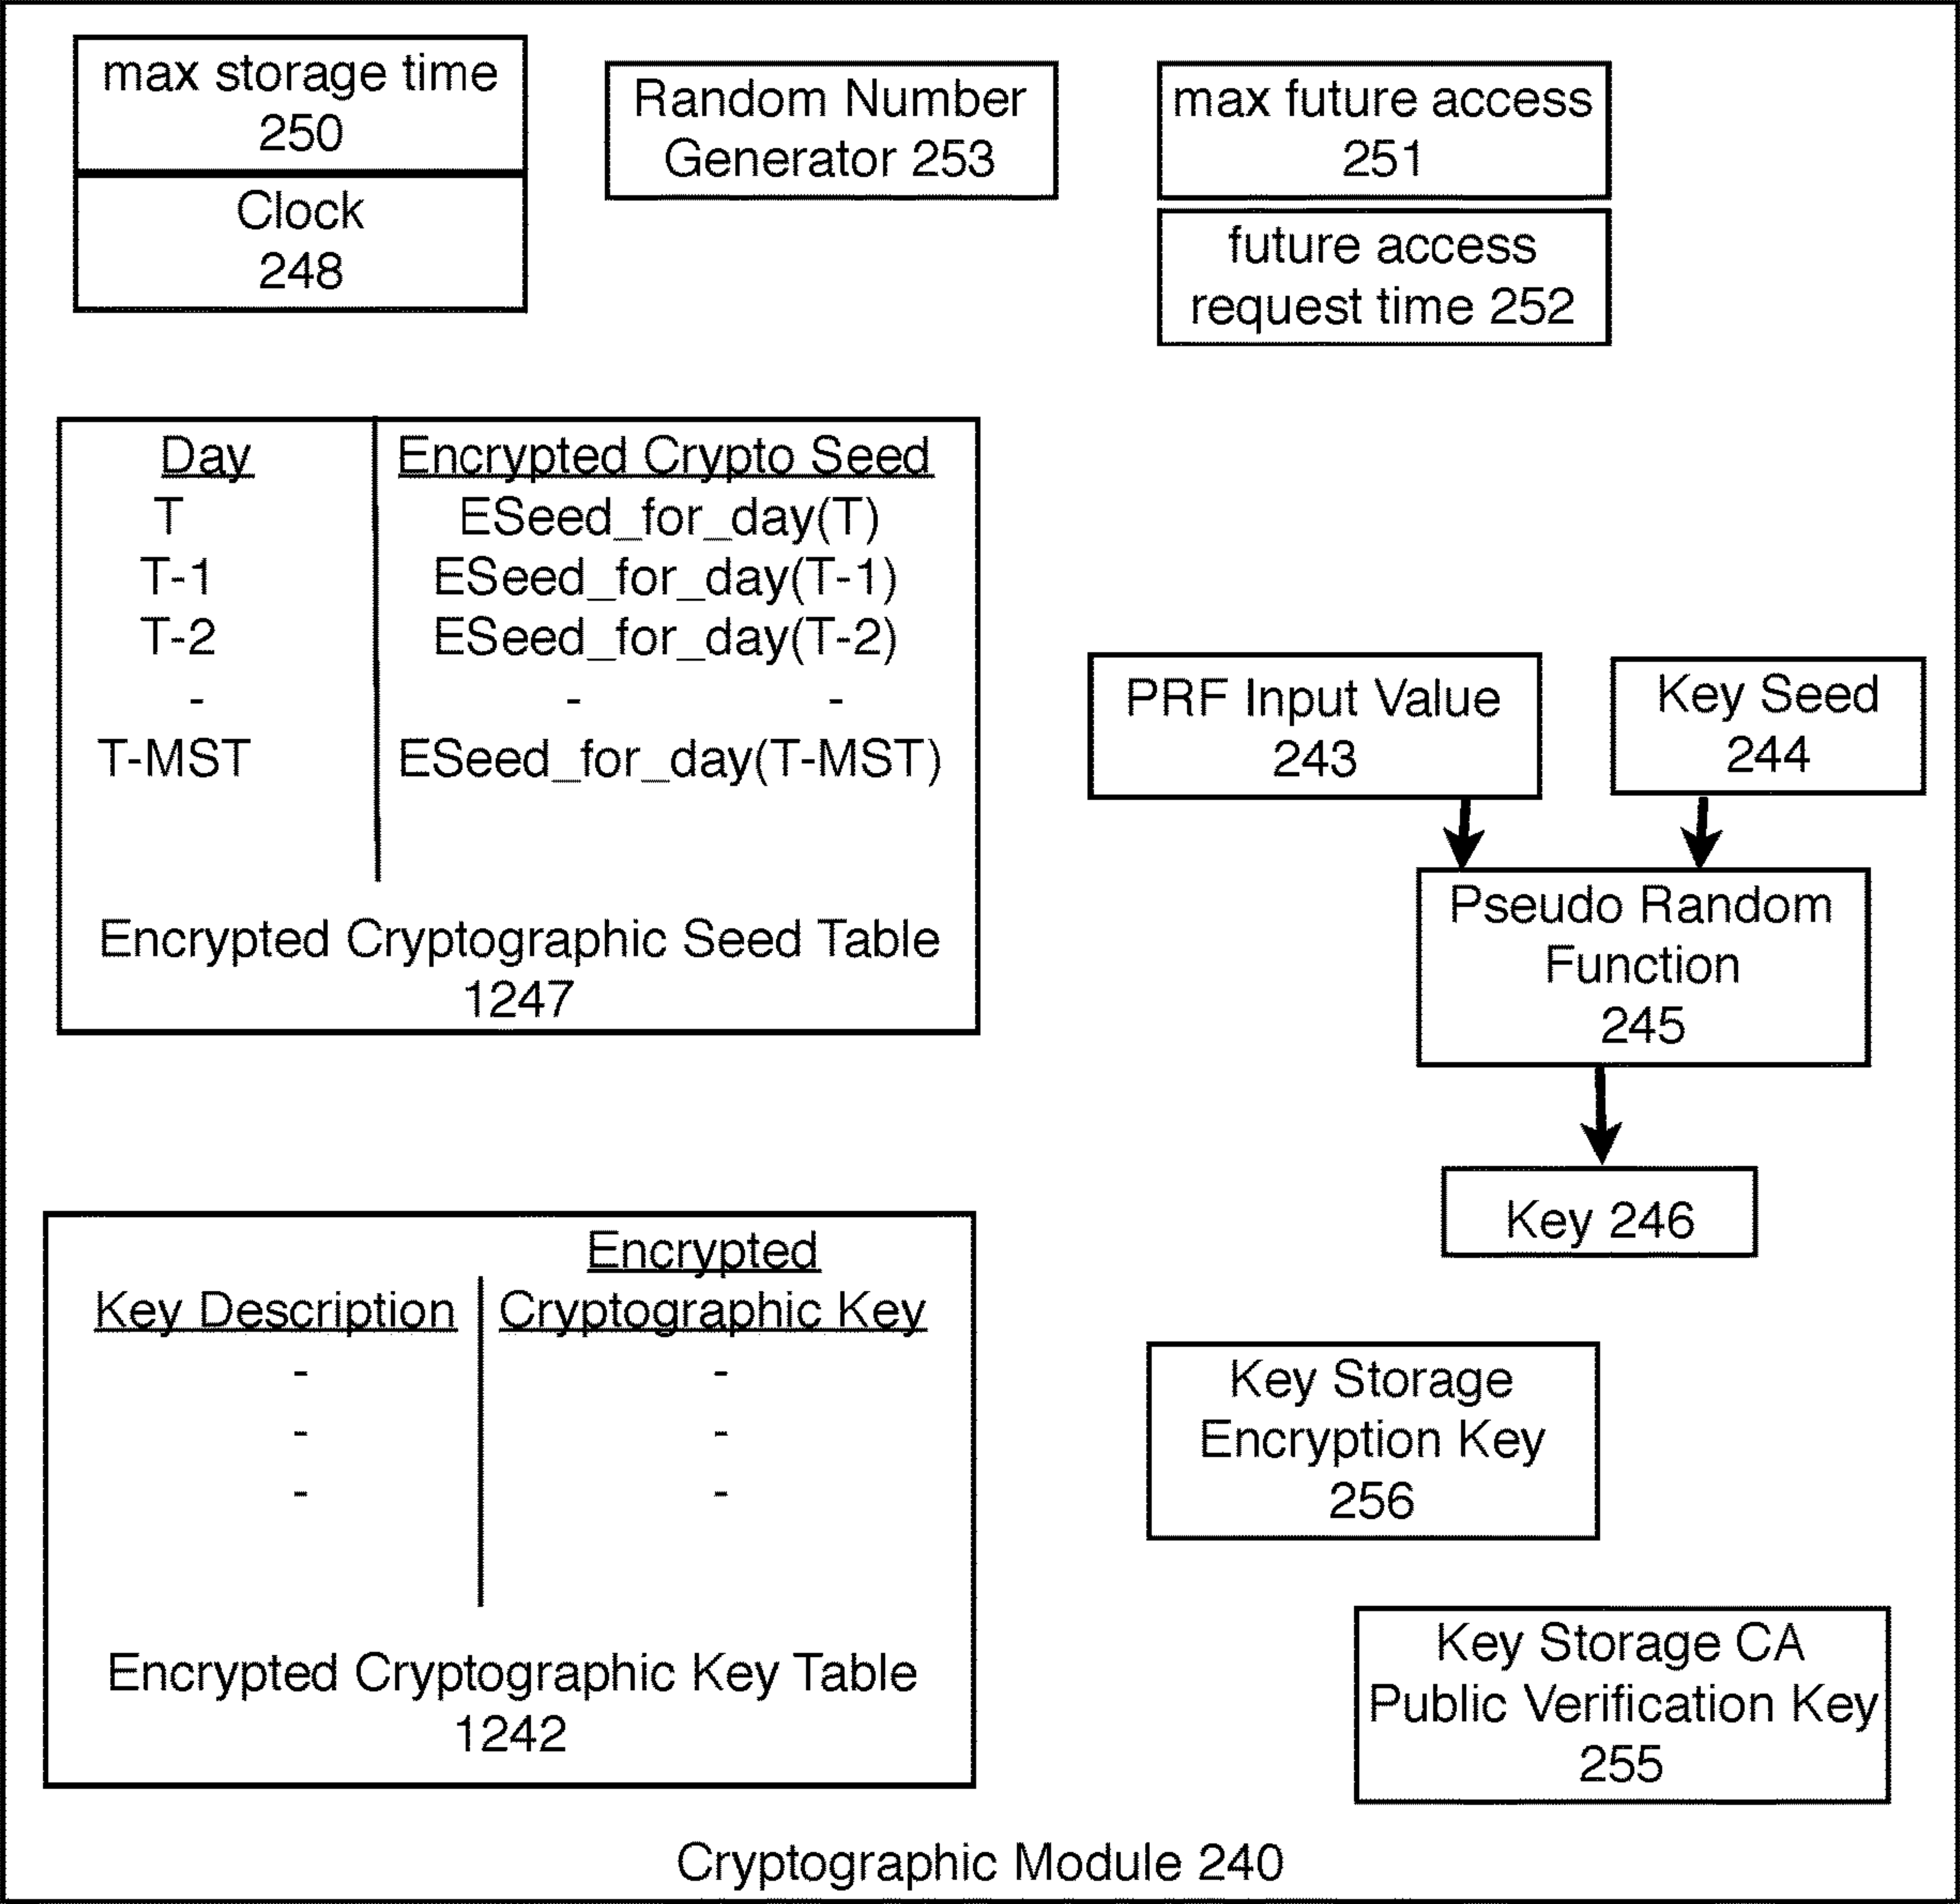 max storage time
250
Clock
248
Random Number
Generator 253
max future access
251
future access
request time 252
Day Encrypted Crypto Seed
T ESeed_for_day(T)
T-1 ESeed_for_day(T-1)
T-2 ESeed_for_day(T-2)
- - -
T-MST ESeed_for_day(T-MST)
Encrypted Cryptographic Seed Table
1247
PRF Input Value
243
Key Seed
244
Pseudo Random
Function
245
Key 246
Encrypted
Key Description Cryptographic Key
- -
- -
- -
Encrypted Cryptographic Key Table
1242
Key Storage
Encryption Key
256
Key Storage CA
Public Verification Key
255
Cryptographic Module 240